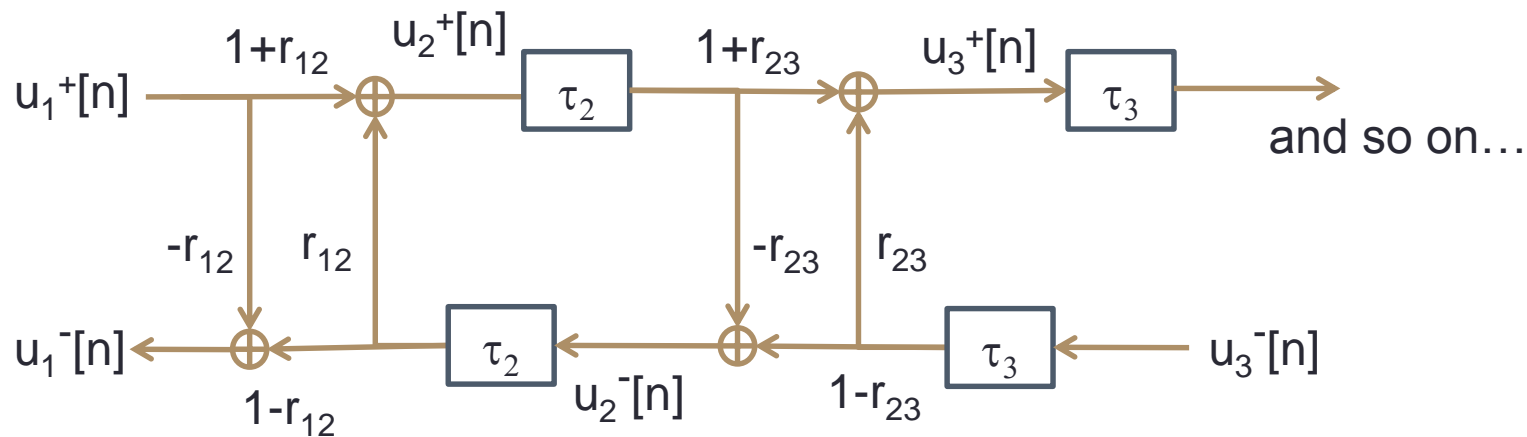 1+r₁₂ u₂⁺[n] 1+r₂₃ u₃⁺[n]
u₁⁺[n] τ₂ τ₃
and so on…
-r₁₂ r₁₂ -r₂₃ r₂₃
u₁⁻[n] τ₂ τ₃ u₃⁻[n]
1-r₁₂ u₂⁻[n] 1-r₂₃